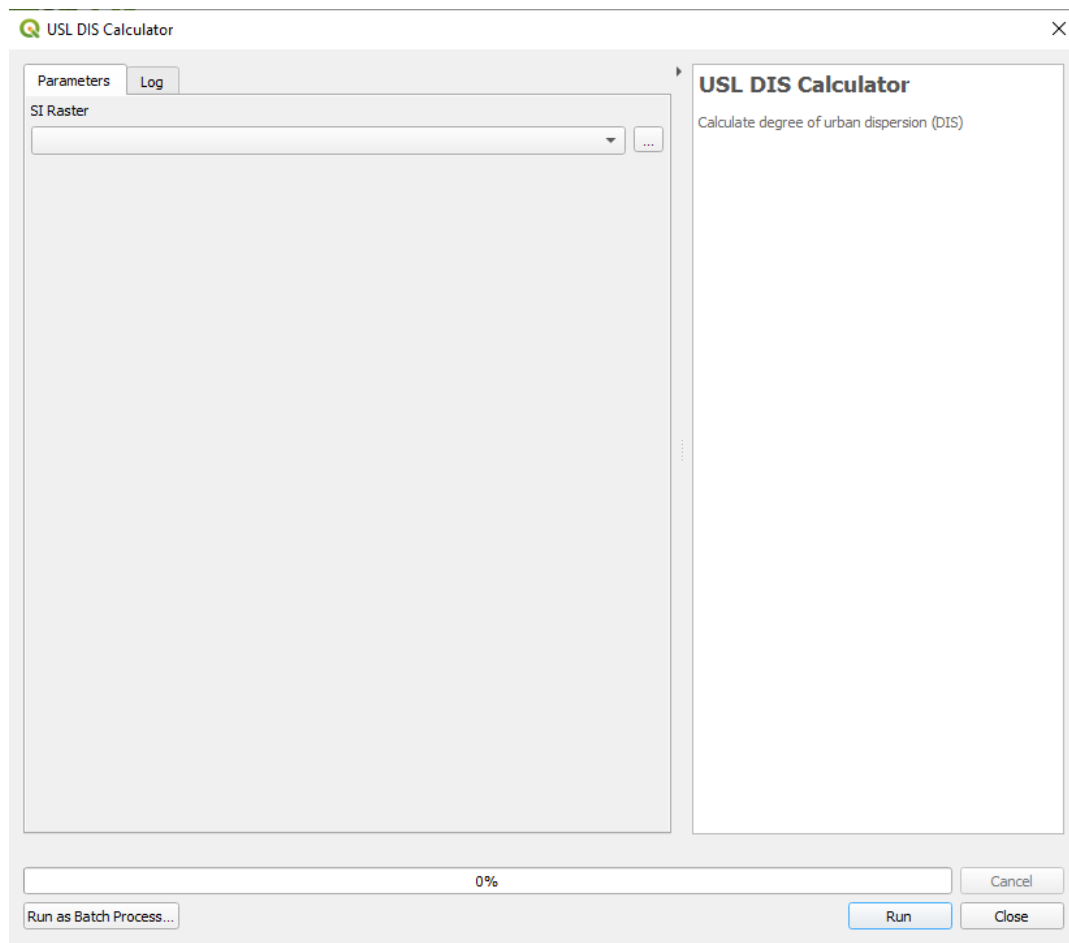 USL DIS Calculator
Parameters
Log
SI Raster
...
USL DIS Calculator
Calculate degree of urban dispersion (DIS)
0%
Cancel
Run as Batch Process...
Run
Close